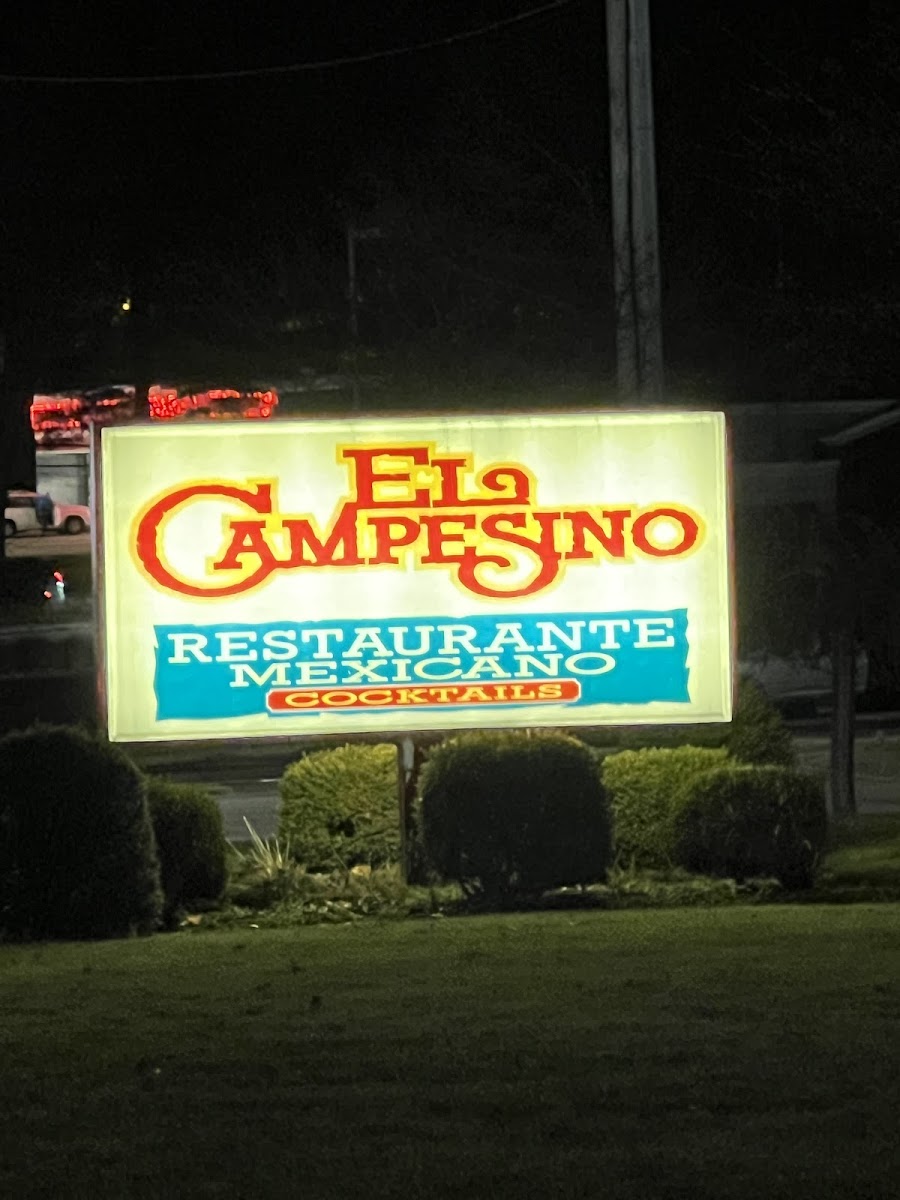 EL
CAMPESINO
RESTAURANTE
MEXICANO
COCKTAILS